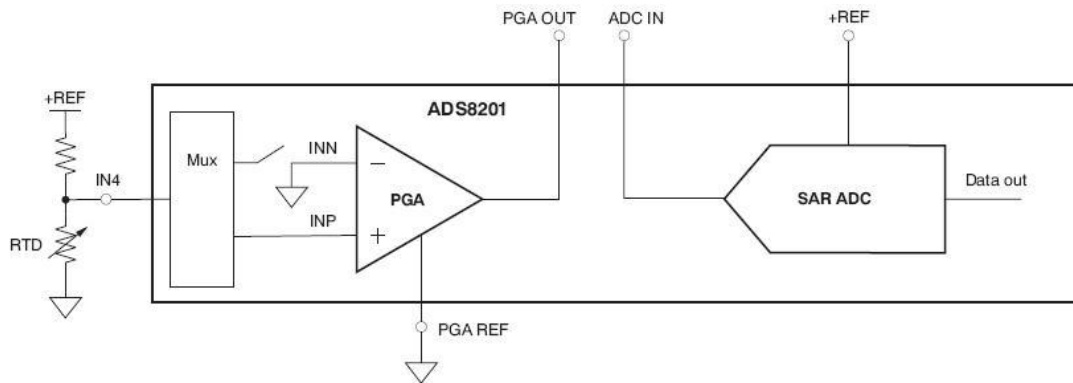 PGA OUT
ADC IN
+REF
+REF
ADS8201
Mux
INN
IN4
PGA
SAR ADC
Data out
INP
RTD
PGA REF